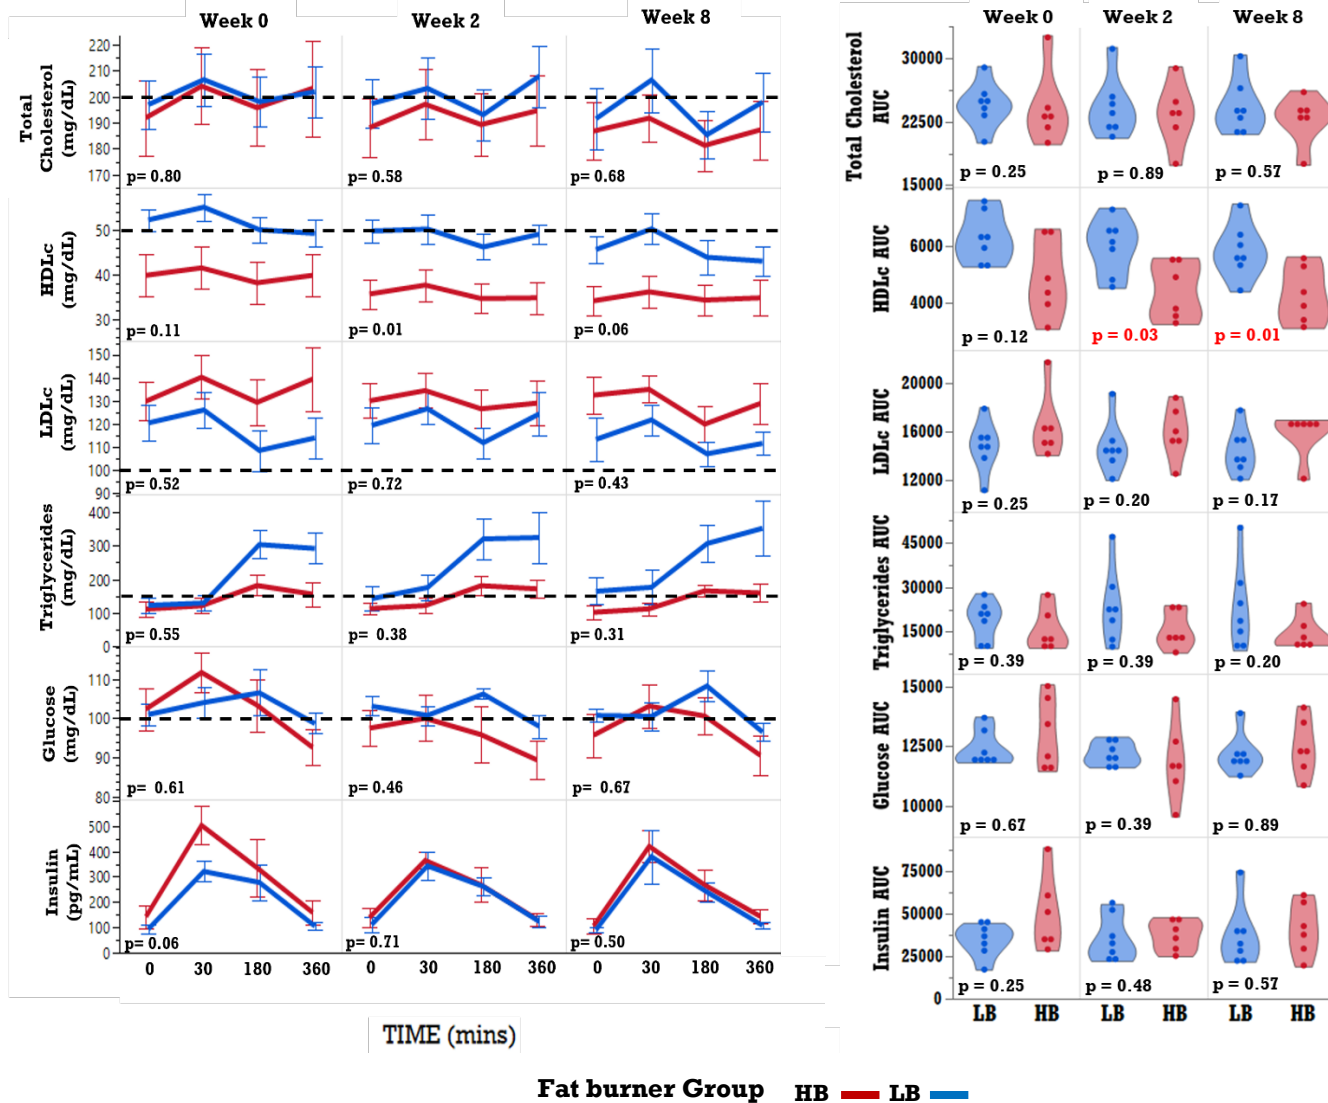 Week 0
Week 2
Week 8
Total
Cholesterol
(mg/dL)
220
210
200
190
180
170
p= 0.80
p= 0.58
p= 0.68
HDLc
(mg/dL)
50
40
30
p= 0.11
p= 0.01
p= 0.06
LDLc
(mg/dL)
150
140
130
120
110
100
90
p= 0.52
p= 0.72
p= 0.43
Triglycerides
(mg/dL)
400
300
200
100
0
p= 0.55
p= 0.38
p= 0.31
Glucose
(mg/dL)
110
100
90
80
p= 0.61
p= 0.46
p= 0.67
Insulin
(pg/mL)
500
400
300
200
100
0
p= 0.06
p= 0.71
p= 0.50
0 30 180 360
0 30 180 360
0 30 180 360
TIME (mins)
Week 0
Week 2
Week 8
Total Cholesterol
AUC
30000
22500
15000
p = 0.25
p = 0.89
p = 0.57
HDLc AUC
6000
4000
p = 0.12
p = 0.03
p = 0.01
LDLc AUC
20000
16000
12000
p = 0.25
p = 0.20
p = 0.17
Triglycerides AUC
45000
30000
15000
p = 0.39
p = 0.39
p = 0.20
Glucose AUC
15000
12500
10000
p = 0.67
p = 0.39
p = 0.89
Insulin AUC
75000
50000
25000
0
p = 0.25
p = 0.48
p = 0.57
LB HB LB HB LB HB
Fat burner Group HB LB